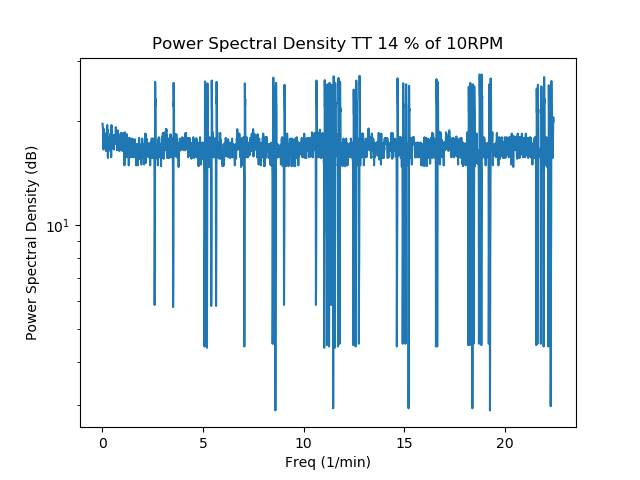 Power Spectral Density TT 14 % of 10RPM
Power Spectral Density (dB)
10¹
0 5 10 15 20
Freq (1/min)